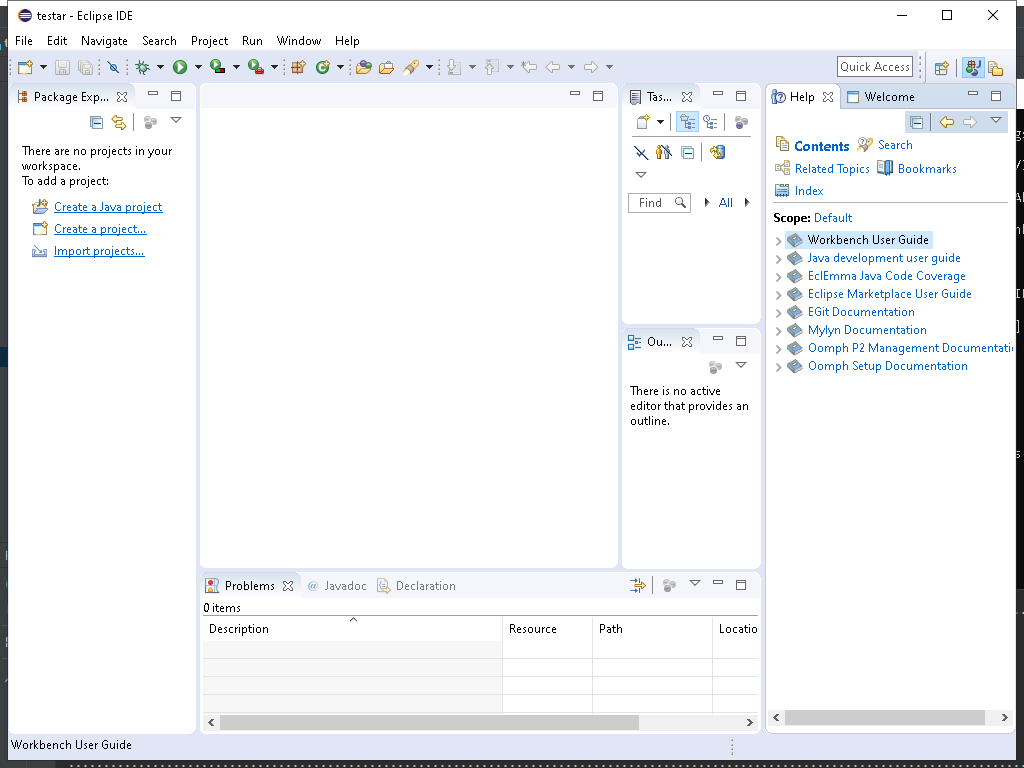 testar - Eclipse IDE
File Edit Navigate Search Project Run Window Help
Quick Access
Package Exp...
There are no projects in your
workspace.
To add a project:
Create a Java project
Create a project...
Import projects...
Tas...
Find
All
Ou...
There is no active
editor that provides an
outline.
Help
Welcome
Contents
Search
Related Topics
Bookmarks
Index
Scope: Default
Workbench User Guide
Java development user guide
EclEmma Java Code Coverage
Eclipse Marketplace User Guide
EGit Documentation
Mylyn Documentation
Oomph P2 Management Documentati
Oomph Setup Documentation
Problems
@ Javadoc
Declaration
0 items
Description Resource Path Locatio
Workbench User Guide